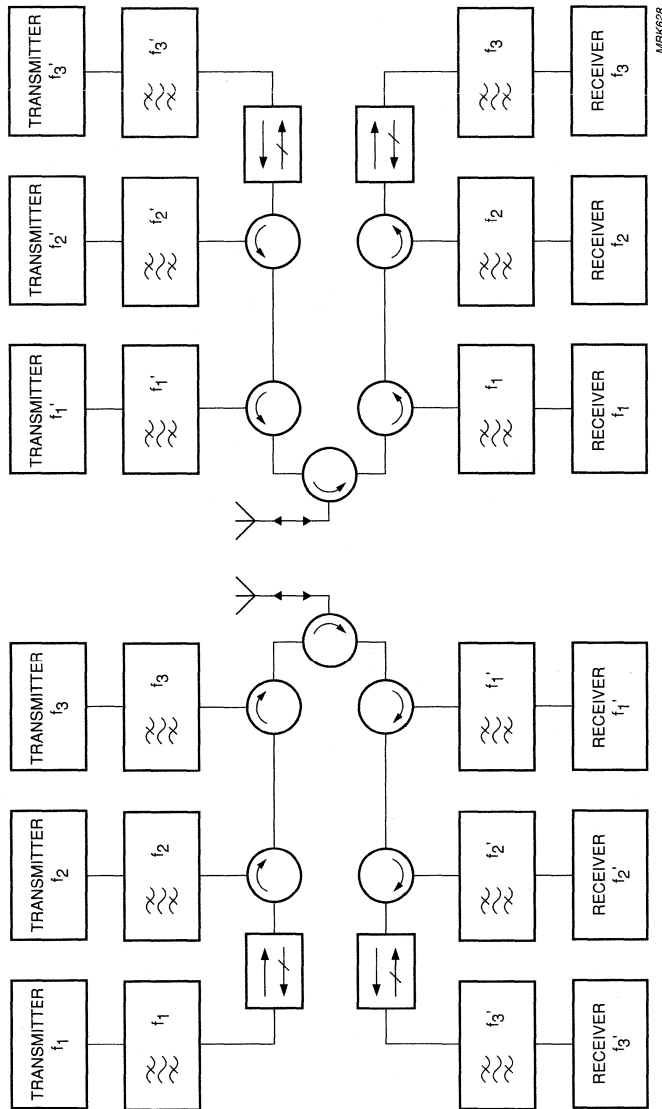 TRANSMITTER
f₁
TRANSMITTER
f₂
TRANSMITTER
f₃
TRANSMITTER
f₁'
TRANSMITTER
f₂'
TRANSMITTER
f₃'
f₁
f₂
f₃
f₁'
f₂'
f₃'
f₃'
f₂'
f₁'
f₁
f₂
f₃
RECEIVER
f₃'
RECEIVER
f₂'
RECEIVER
f₁'
RECEIVER
f₁
RECEIVER
f₂
RECEIVER
f₃
MBK628